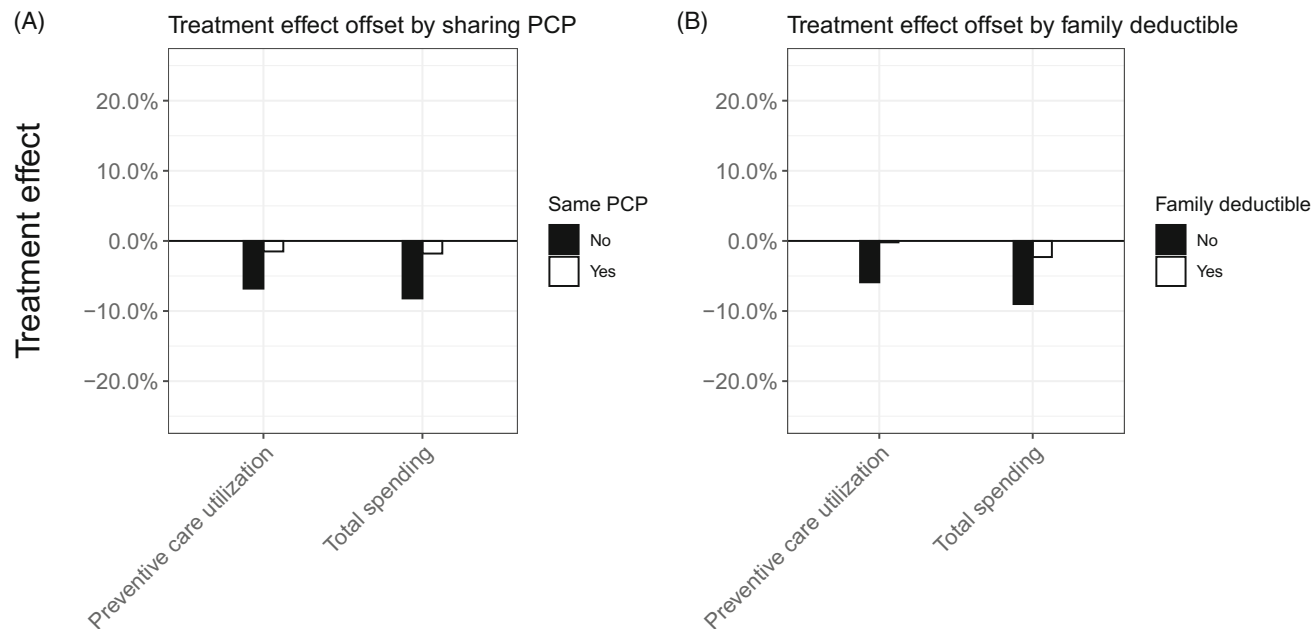 (A)
Treatment effect offset by sharing PCP
Treatment effect
20.0%
10.0%
0.0%
−10.0%
−20.0%
Preventive care utilization
Total spending
Same PCP
No
Yes
(B)
Treatment effect offset by family deductible
20.0%
10.0%
0.0%
−10.0%
−20.0%
Preventive care utilization
Total spending
Family deductible
No
Yes